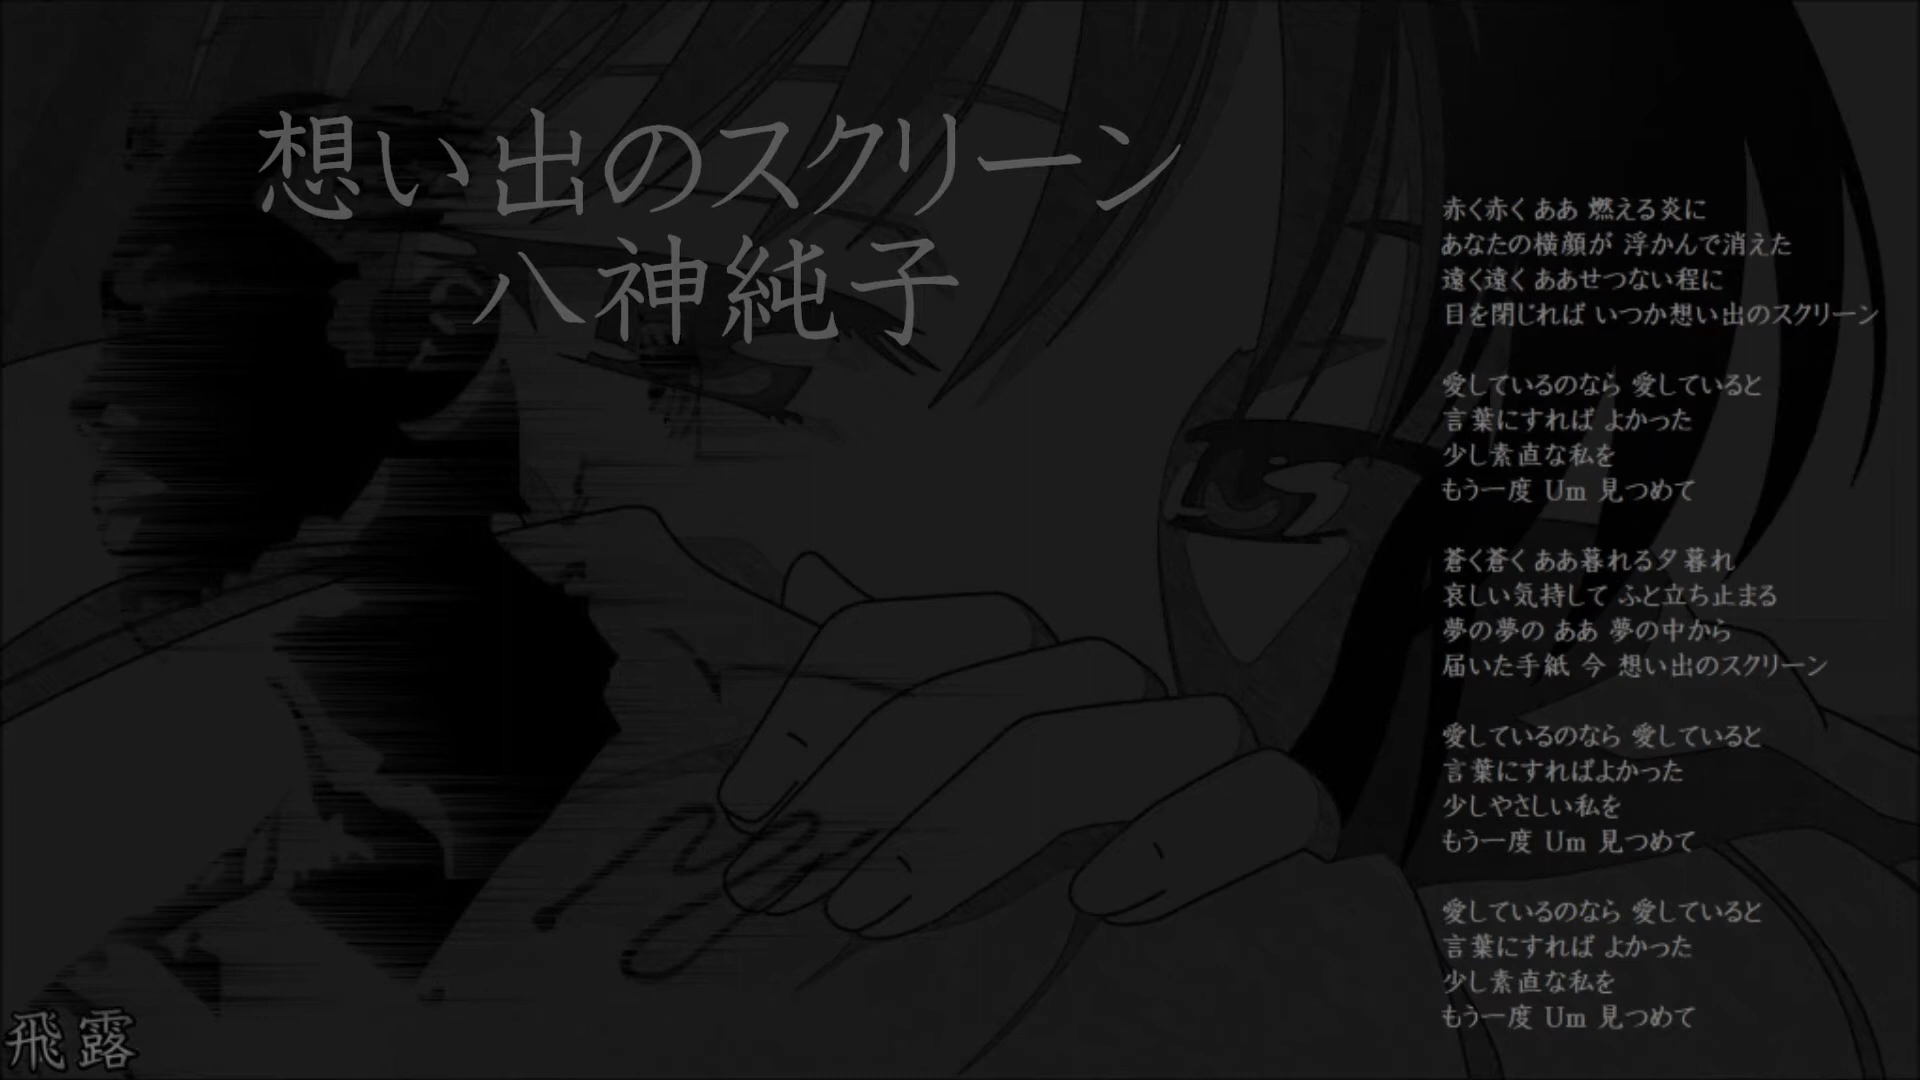 想い出のスクリーン
八神純子
赤く赤く ああ 燃える炎に
あなたの横顔が 浮かんで消えた
遠く遠く ああせつない程に
目を閉じれば いつか想い出のスクリーン
愛しているのなら 愛していると
言葉にすれば よかった
少し素直な私を
もう一度 Um 見つめて
蒼く蒼く ああ暮れる夕暮れ
哀しい気持して ふと立ち止まる
夢の夢の ああ 夢の中から
届いた手紙 今 想い出のスクリーン
愛しているのなら 愛していると
言葉にすればよかった
少しやさしい私を
もう一度 Um 見つめて
愛しているのなら 愛していると
言葉にすれば よかった
少し素直な私を
もう一度 Um 見つめて
飛露